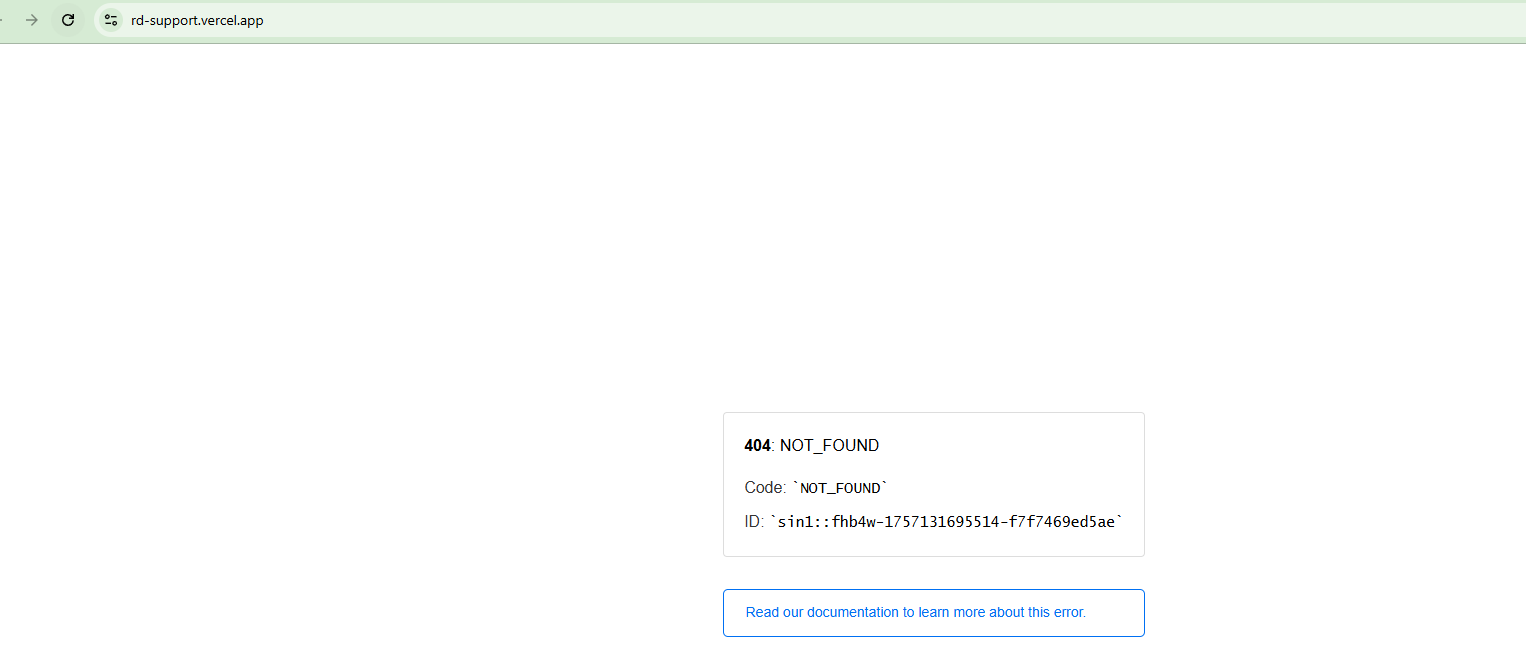 rd-support.vercel.app
404: NOT_FOUND
Code: `NOT_FOUND`
ID: `sin1::fhb4w-1757131695514-f7f7469ed5ae`
Read our documentation to learn more about this error.